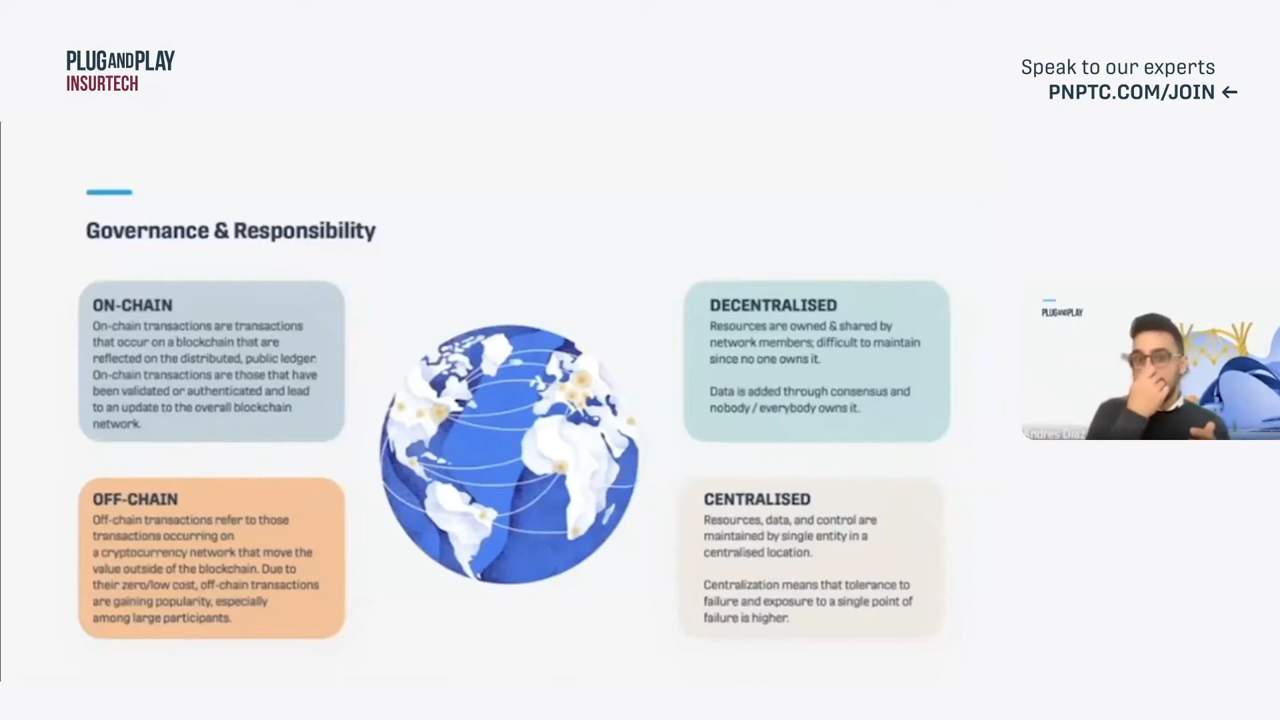 PLUGANDPLAY
INSURTECH
Speak to our experts
PNPTC.COM/JOIN ←
Governance & Responsibility
ON-CHAIN
On-chain transactions are transactions
that occur on a blockchain that are
reflected on the distributed, public ledger.
On-chain transactions are those that have
been validated or authenticated and lead
to an update to the overall blockchain
network.
OFF-CHAIN
Off-chain transactions refer to those
transactions occurring on
a cryptocurrency network that move the
value outside of the blockchain. Due to
their zero/low cost, off-chain transactions
are gaining popularity, especially
among large participants.
DECENTRALISED
Resources are owned & shared by
network members; difficult to maintain
since no one owns it.
Data is added through consensus and
nobody / everybody owns it.
CENTRALISED
Resources, data, and control are
maintained by single entity in a
centralised location.
Centralization means that tolerance to
failure and exposure to a single point of
failure is higher.
PLUGANDPLAY
Andres Diaz